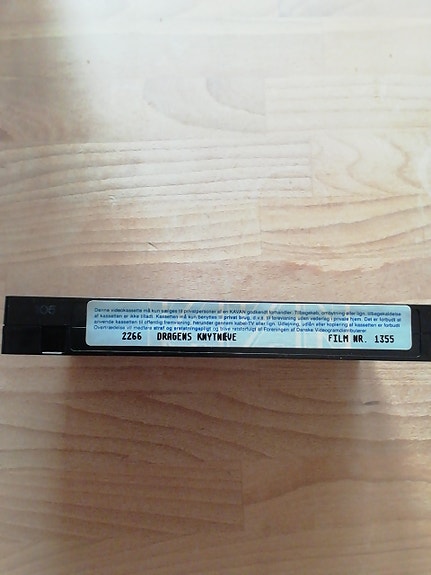 Denne videokassette må kun sælges til privatpersoner af en KAVAN godkendt forhandler. Tilbagekøb, ombytning eller lign. tilbagekaldelse
af kassetten er ikke tilladt. Kassetten må kun benyttes til privat brug, d.v.s. til forevisning uden vederlag i private hjem. Det er forbudt at
anvende kassetten til offentlig fremvisning, herunder gennem kabel-TV eller lign. Udlejning, udlån eller kopiering af kassetten er forbudt.
Overtrædelse vil medføre straf og erstatningspligt og blive retsforfulgt af Foreningen af Danske Videogramdistributører.
2266 DRAGENS KNYTNÆVE FILM NR. 1355